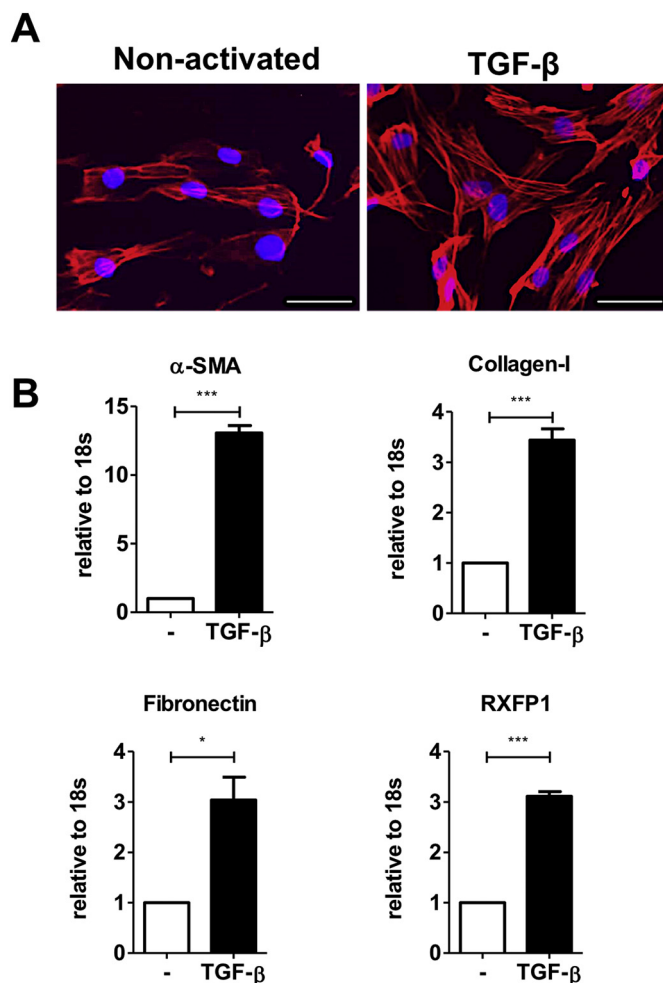 A
Non-activated
TGF-β
B
α-SMA
***
relative to 18s
15
10
5
0
-
TGF-β
Collagen-I
***
relative to 18s
4
3
2
1
0
-
TGF-β
Fibronectin
*
relative to 18s
4
3
2
1
0
-
TGF-β
RXFP1
***
relative to 18s
4
3
2
1
0
-
TGF-β